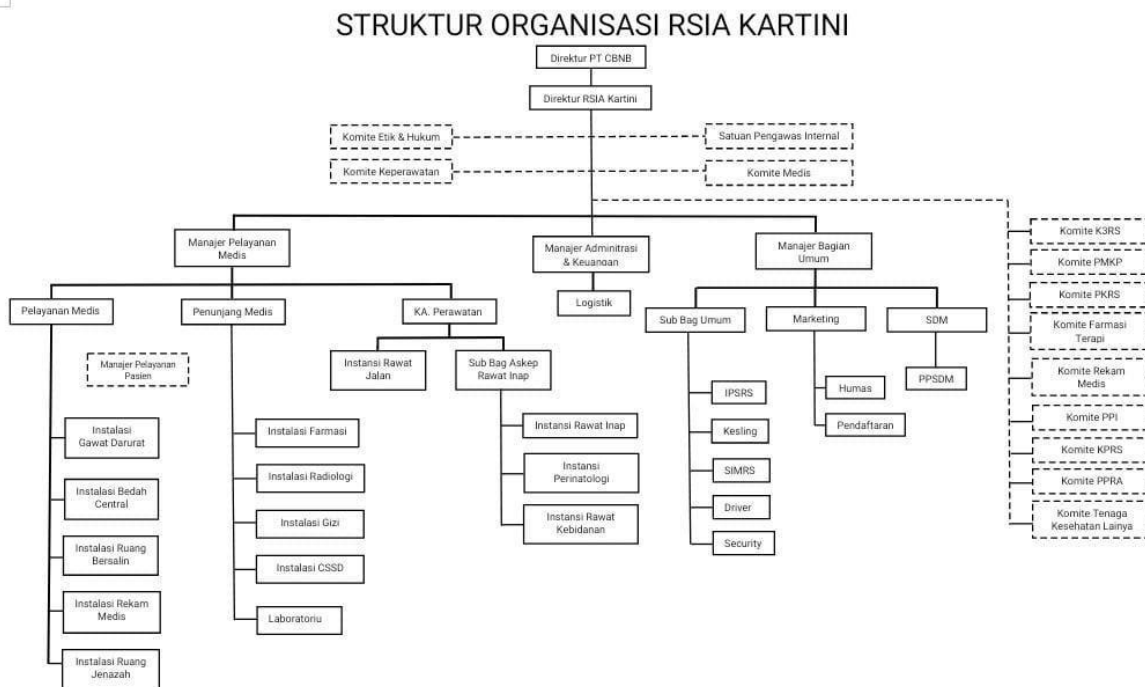 STRUKTUR ORGANISASI RSIA KARTINI
Direktur PT CBNB
Direktur RSIA Kartini
Komite Etik & Hukum
Satuan Pengawas Internal
Komite Keperawatan
Komite Medis
Manajer Pelayanan
Medis
Manajer Adminitrasi
& Keuangan
Manajer Bagian
Umum
Komite K3RS
Komite PMKP
Komite PKRS
Komite Farmasi
Terapi
Komite Rekam
Medis
Komite PPI
Komite KPRS
Komite PPRA
Komite Tenaga
Kesehatan Lainya
Pelayanan Medis
Penunjang Medis
KA. Perawatan
Logistik
Sub Bag Umum
Marketing
SDM
Manajer Pelayanan
Pasien
Instansi Rawat
Jalan
Sub Bag Askep
Rawat Inap
PPSDM
Instalasi
Gawat Darurat
Instalasi Bedah
Central
Instalasi Ruang
Bersalin
Instalasi Rekam
Medis
Instalasi Ruang
Jenazah
Instalasi Farmasi
Instalasi Radiologi
Instalasi Gizi
Instalasi CSSD
Laboratoriu
Instansi Rawat Inap
Instansi
Perinatologi
Instansi Rawat
Kebidanan
IPSRS
Kesling
SIMRS
Driver
Security
Humas
Pendaftaran